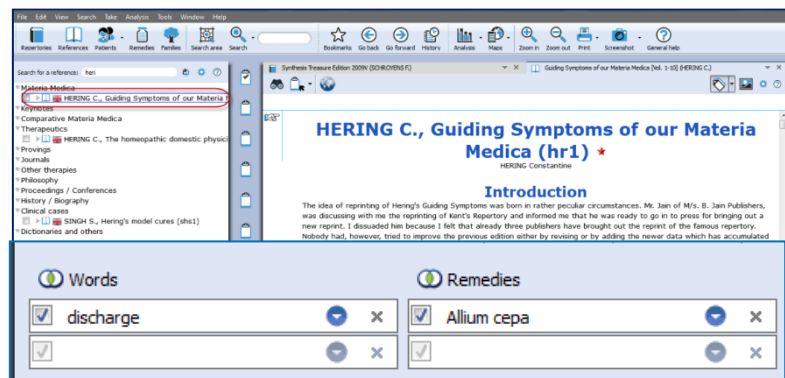 File Edit View Search Take Analysis Tools Window Help
Repertories References Patients Remedies Families Search area Search Bookmarks Go back Go forward History Analysis Maps Zoom in Zoom out Print Screenshot General help
Search for a reference: heri
Synthesis Treasure Edition 2009V (SCHROYENS F.)
Guiding Symptoms of our Materia Medica [Vol. 1-10] (HERING C.)
Materia Medica
HERING C., Guiding Symptoms of our Materia
Keynotes
Comparative Materia Medica
Therapeutics
HERING C., The homeopathic domestic physici
Provings
Journals
Other therapies
Philosophy
Proceedings / Conferences
History / Biography
Clinical cases
SINGH S., Hering's model cures (shs1)
Dictionaries and others
HERING C., Guiding Symptoms of our Materia
Medica (hr1)
HERING Constantine
Introduction
The idea of reprinting of Hering's Guiding Symptoms was born in rather peculiar circumstances. Mr. Jain of M/s. B. Jain Publishers,
was discussing with me the reprinting of Kent's Repertory and informed me that he was ready to go in to press for bringing out a
new reprint. I dissuaded him because I felt that already three publishers have brought out the reprint of the famous repertory.
Nobody had, however, tried to improve the previous edition either by revising or by adding the newer data which has accumulated
Words
discharge
Remedies
Allium cepa